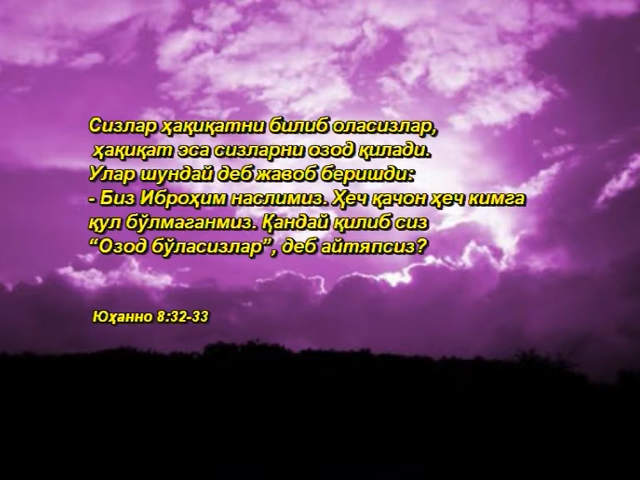 Сизлар ҳақиқатни билиб оласизлар,
ҳақиқат эса сизларни озод қилади.
Улар шундай деб жавоб беришди:
- Биз Иброҳим наслимиз. Ҳеч қачон ҳеч кимга
қул бўлмаганмиз. Қандай қилиб сиз
“Озод бўласизлар”, деб айтяпсиз?
Юҳанно 8:32-33